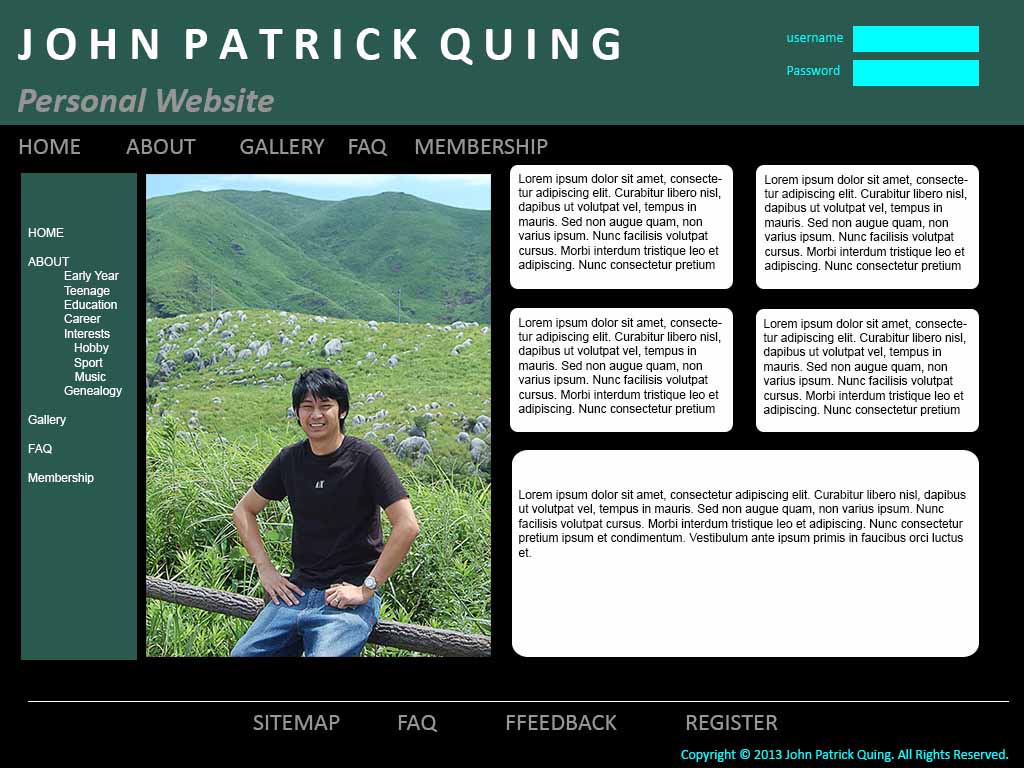 JOHN PATRICK QUING
Personal Website
username
Password
HOME ABOUT GALLERY FAQ MEMBERSHIP
HOME
ABOUT
Early Year
Teenage
Education
Career
Interests
Hobby
Sport
Music
Genealogy
Gallery
FAQ
Membership
Lorem ipsum dolor sit amet, consecte-
tur adipiscing elit. Curabitur libero nisl,
dapibus ut volutpat vel, tempus in
mauris. Sed non augue quam, non
varius ipsum. Nunc facilisis volutpat
cursus. Morbi interdum tristique leo et
adipiscing. Nunc consectetur pretium
Lorem ipsum dolor sit amet, consecte-
tur adipiscing elit. Curabitur libero nisl,
dapibus ut volutpat vel, tempus in
mauris. Sed non augue quam, non
varius ipsum. Nunc facilisis volutpat
cursus. Morbi interdum tristique leo et
adipiscing. Nunc consectetur pretium
Lorem ipsum dolor sit amet, consecte-
tur adipiscing elit. Curabitur libero nisl,
dapibus ut volutpat vel, tempus in
mauris. Sed non augue quam, non
varius ipsum. Nunc facilisis volutpat
cursus. Morbi interdum tristique leo et
adipiscing. Nunc consectetur pretium
Lorem ipsum dolor sit amet, consecte-
tur adipiscing elit. Curabitur libero nisl,
dapibus ut volutpat vel, tempus in
mauris. Sed non augue quam, non
varius ipsum. Nunc facilisis volutpat
cursus. Morbi interdum tristique leo et
adipiscing. Nunc consectetur pretium
Lorem ipsum dolor sit amet, consectetur adipiscing elit. Curabitur libero nisl, dapibus
ut volutpat vel, tempus in mauris. Sed non augue quam, non varius ipsum. Nunc
facilisis volutpat cursus. Morbi interdum tristique leo et adipiscing. Nunc consectetur
pretium ipsum et condimentum. Vestibulum ante ipsum primis in faucibus orci luctus
et.
SITEMAP FAQ FFEEDBACK REGISTER
Copyright © 2013 John Patrick Quing. All Rights Reserved.